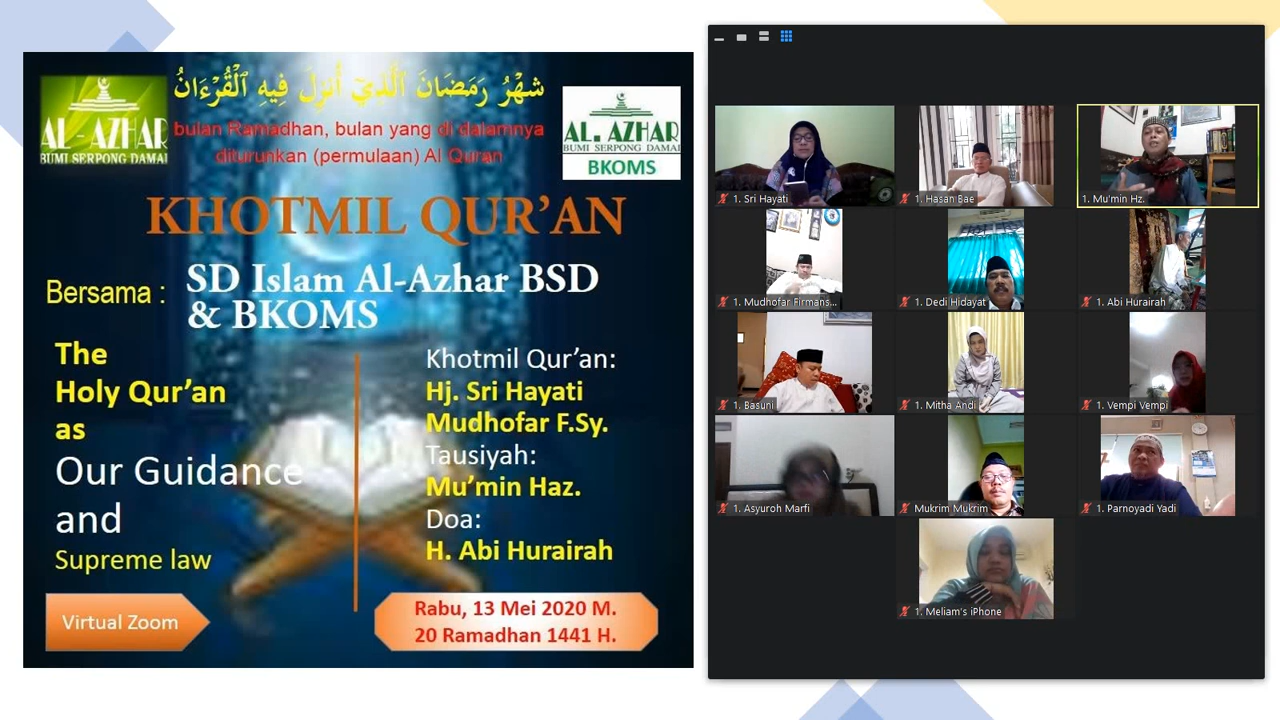 شَهْرُ رَمَضَانَ ٱلَّذِيٓ أُنزِلَ فِيهِ ٱلْقُرْءَانُ
AL-AZHAR
BUMI SERPONG DAMAI
bulan Ramadhan, bulan yang di dalamnya
diturunkan (permulaan) Al Quran
AL. AZHAR
BUMI SERPONG DAMAI
BKOMS
KHOTMIL QUR'AN
Bersama :
SD Islam Al-Azhar BSD
& BKOMS
The
Holy Qur'an
as
Our Guidance
and
Supreme law
Khotmil Qur'an:
Hj. Sri Hayati
Mudhofar F.Sy.
Tausiyah:
Mu'min Haz.
Doa:
H. Abi Hurairah
Virtual Zoom
Rabu, 13 Mei 2020 M.
20 Ramadhan 1441 H.
1. Sri Hayati
1. Hasan Bae
1. Mu'min Hz.
1. Mudhofar Firmans...
1. Dedi Hidayat
1. Abi Hurairah
1. Basuni
1. Mitha Andi
1. Vempi Vempi
1. Asyuroh Marfi
Mukrim Mukrim
1. Parnoyadi Yadi
1. Meliam's iPhone